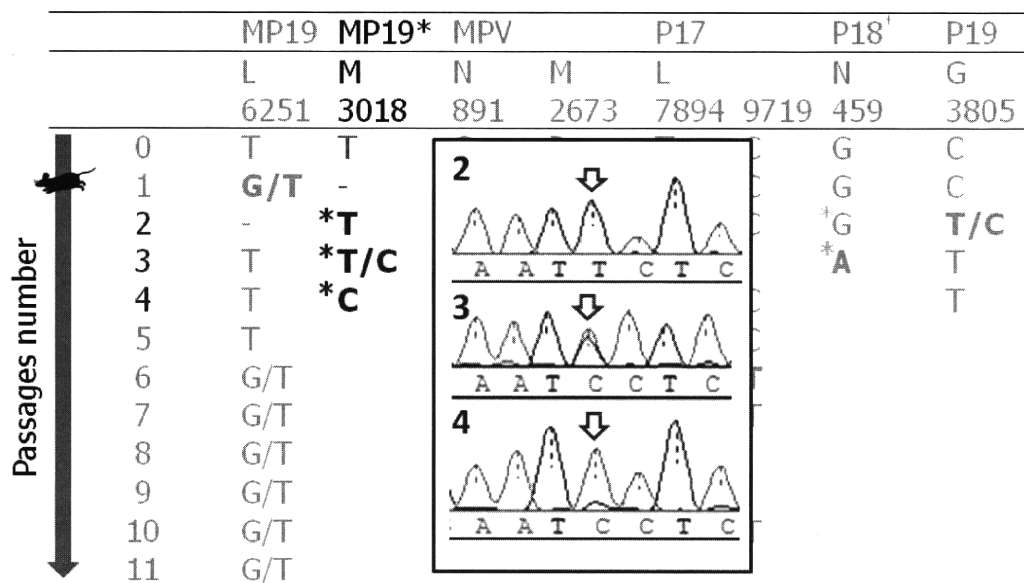 MP19 MP19* MPV P17 P18† P19
L M N M L N G
6251 3018 891 2673 7894 9719 459 3805
Passages number
0 T T G C
1 G/T - G C
2 - *T *G T/C
3 T *T/C *A T
4 T *C T
5 T
6 G/T
7 G/T
8 G/T
9 G/T
10 G/T
11 G/T
2
A A T T C T C
3
A A T C C T C
4
A A T C C T C